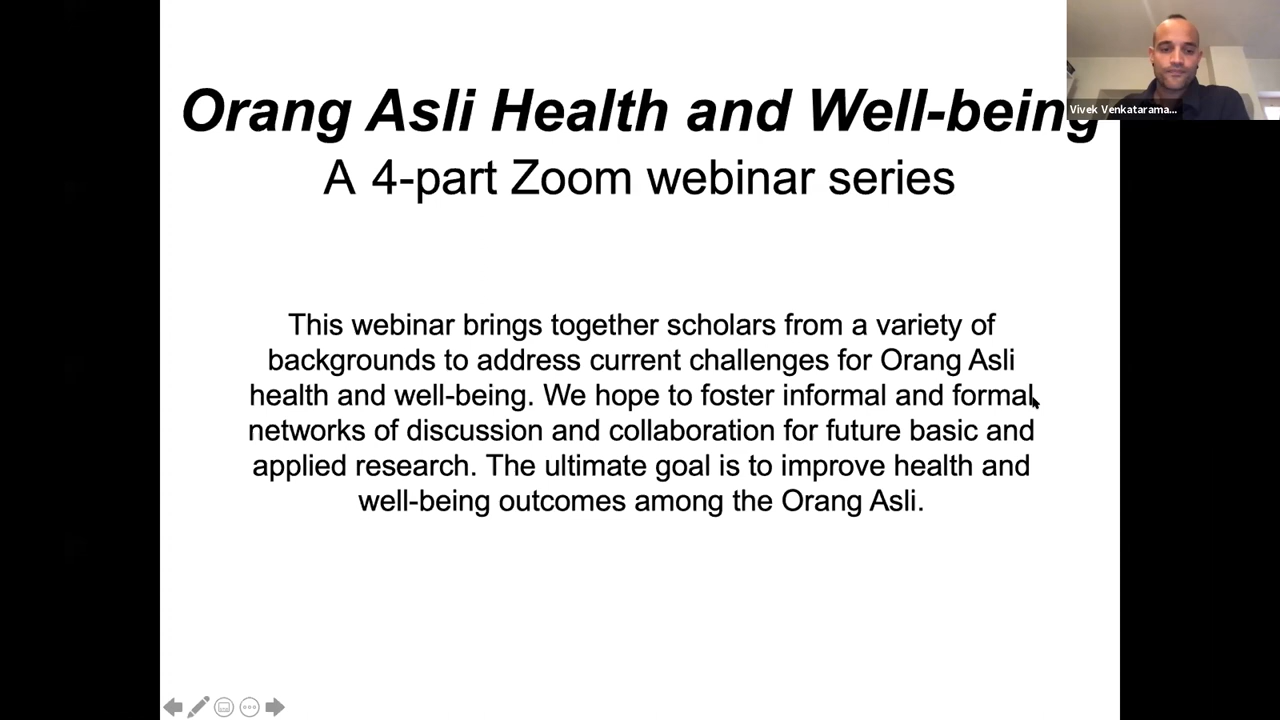 Orang Asli Health and Well-being
A 4-part Zoom webinar series
This webinar brings together scholars from a variety of
backgrounds to address current challenges for Orang Asli
health and well-being. We hope to foster informal and formal
networks of discussion and collaboration for future basic and
applied research. The ultimate goal is to improve health and
well-being outcomes among the Orang Asli.
Vivek Venkatarama...